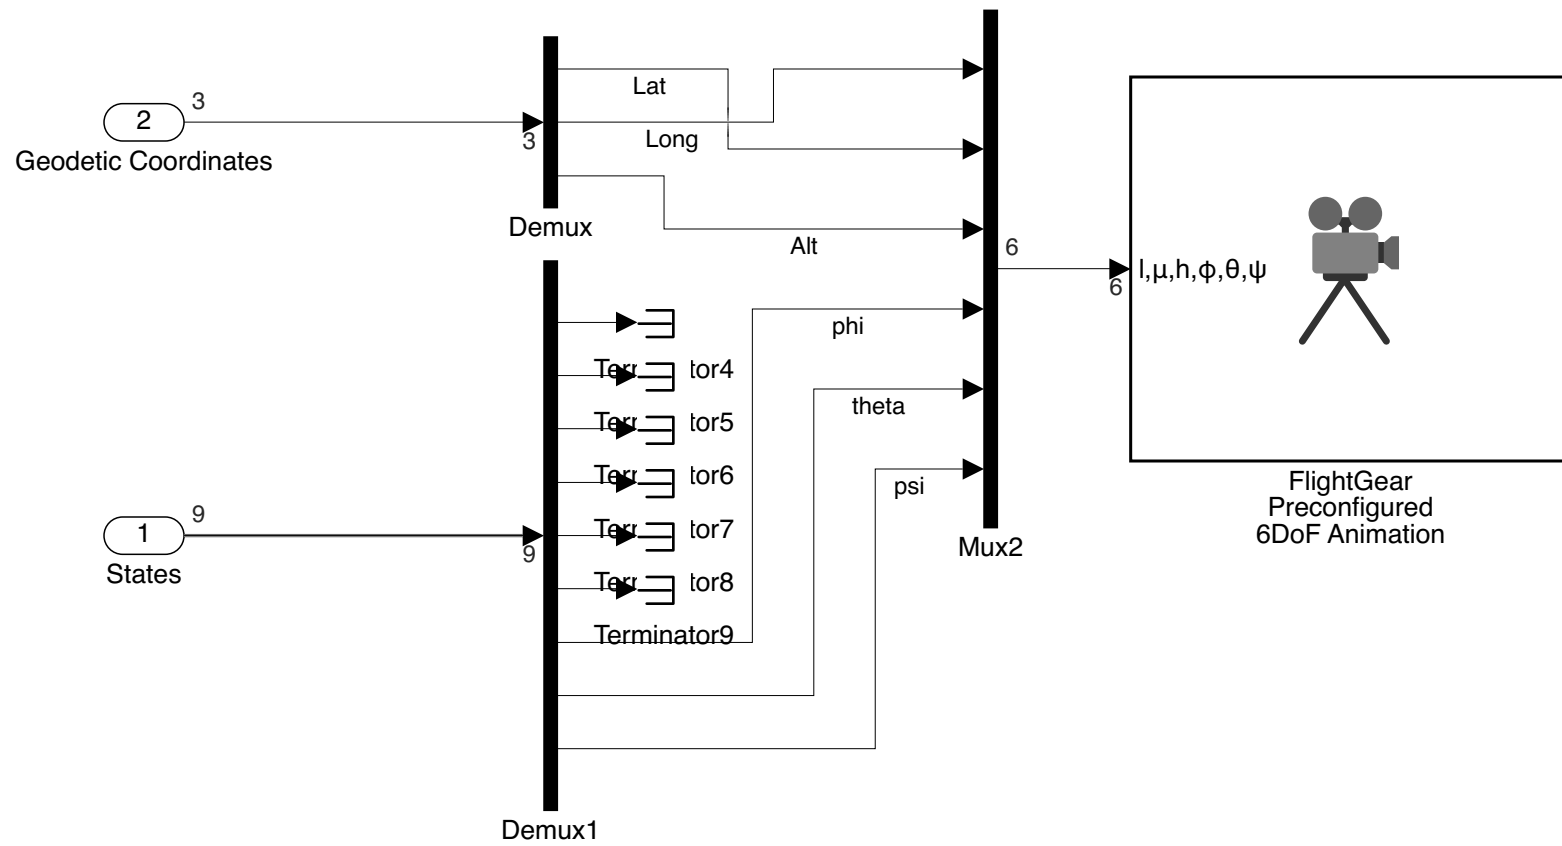 Lat
3
2
3
Long
Geodetic Coordinates
Demux
Alt
6
6
l,μ,h,ϕ,θ,ψ
phi
tor4
theta
tor5
tor6
psi
FlightGear
Preconfigured
6DoF Animation
9
1
9
tor7
Mux2
States
tor8
Terminator9
Demux1